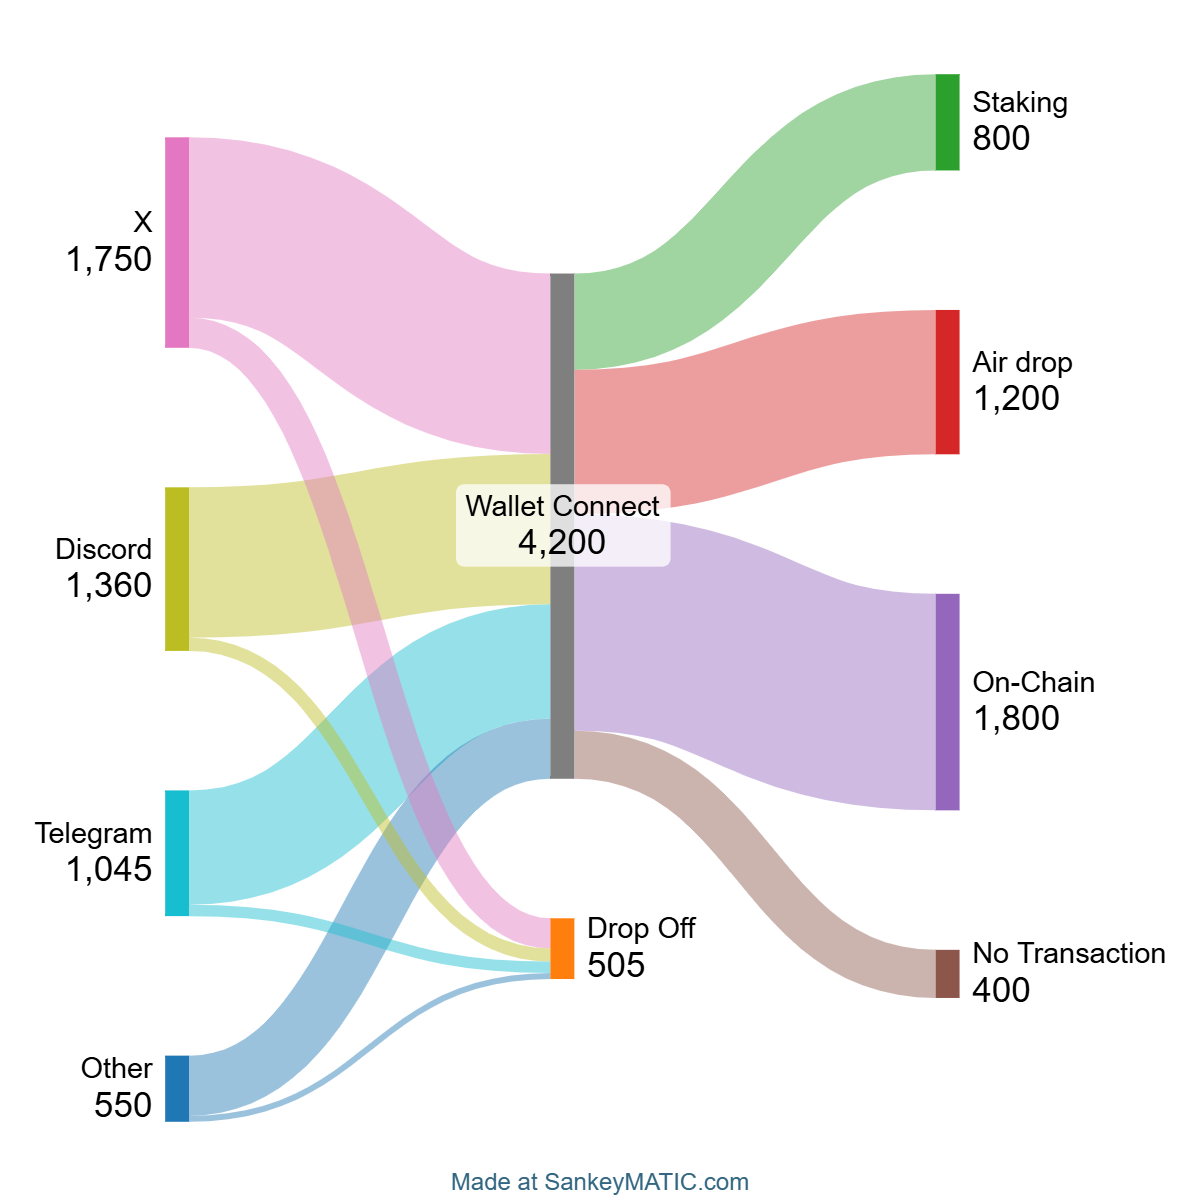 X
1,750
Discord
1,360
Telegram
1,045
Other
550
Wallet Connect
4,200
Drop Off
505
Staking
800
Air drop
1,200
On-Chain
1,800
No Transaction
400
Made at SankeyMATIC.com